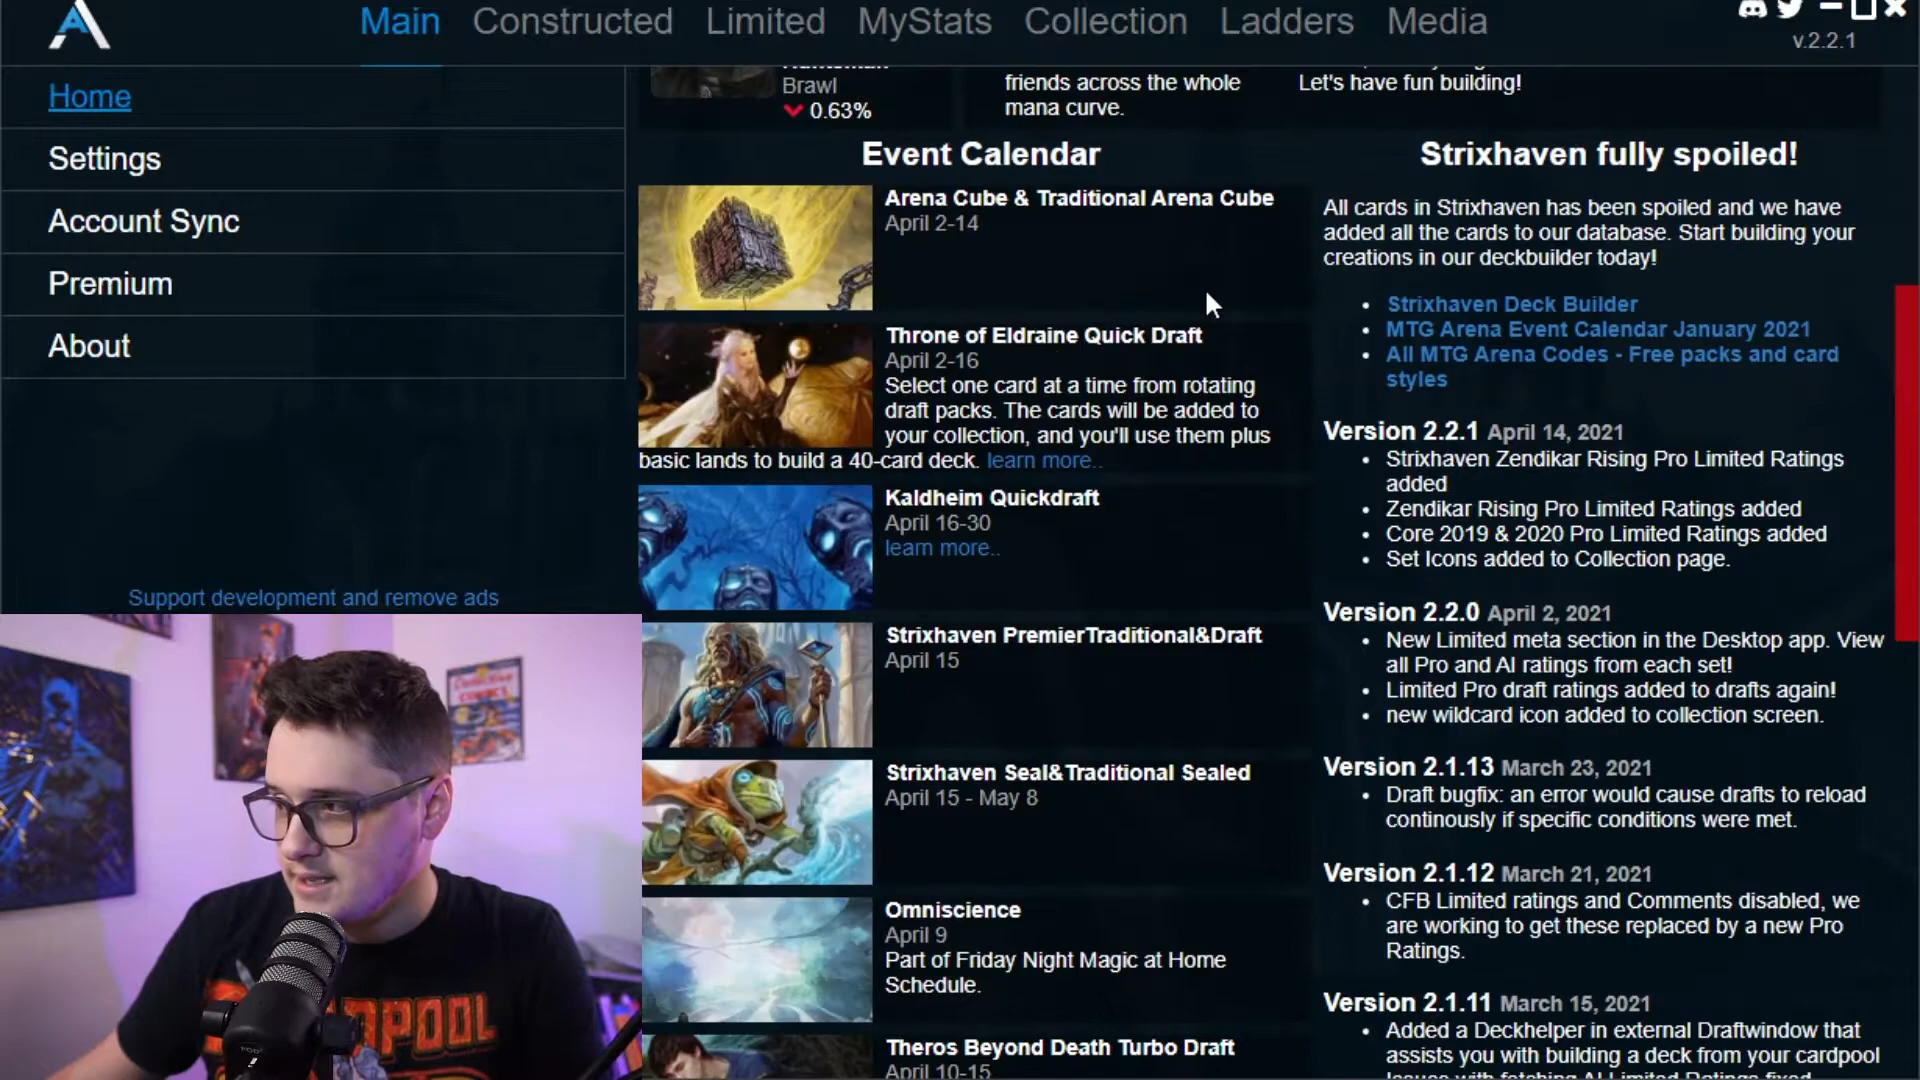 Main Constructed Limited MyStats Collection Ladders Media
v.2.2.1
Home
Settings
Account Sync
Premium
About
Support development and remove ads
Brawl
0.63%
friends across the whole
mana curve.
Let's have fun building!
Event Calendar
Arena Cube & Traditional Arena Cube
April 2-14
Throne of Eldraine Quick Draft
April 2-16
Select one card at a time from rotating
draft packs. The cards will be added to
your collection, and you'll use them plus
basic lands to build a 40-card deck. learn more..
Kaldheim Quickdraft
April 16-30
learn more..
Strixhaven PremierTraditional&Draft
April 15
Strixhaven Seal&Traditional Sealed
April 15 - May 8
Omniscience
April 9
Part of Friday Night Magic at Home
Schedule.
Theros Beyond Death Turbo Draft
April 10-15
Strixhaven fully spoiled!
All cards in Strixhaven has been spoiled and we have
added all the cards to our database. Start building your
creations in our deckbuilder today!
Strixhaven Deck Builder
MTG Arena Event Calendar January 2021
All MTG Arena Codes - Free packs and card
styles
Version 2.2.1 April 14, 2021
Strixhaven Zendikar Rising Pro Limited Ratings
added
Zendikar Rising Pro Limited Ratings added
Core 2019 & 2020 Pro Limited Ratings added
Set Icons added to Collection page.
Version 2.2.0 April 2, 2021
New Limited meta section in the Desktop app. View
all Pro and AI ratings from each set!
Limited Pro draft ratings added to drafts again!
new wildcard icon added to collection screen.
Version 2.1.13 March 23, 2021
Draft bugfix: an error would cause drafts to reload
continously if specific conditions were met.
Version 2.1.12 March 21, 2021
CFB Limited ratings and Comments disabled, we
are working to get these replaced by a new Pro
Ratings.
Version 2.1.11 March 15, 2021
Added a Deckhelper in external Draftwindow that
assists you with building a deck from your cardpool